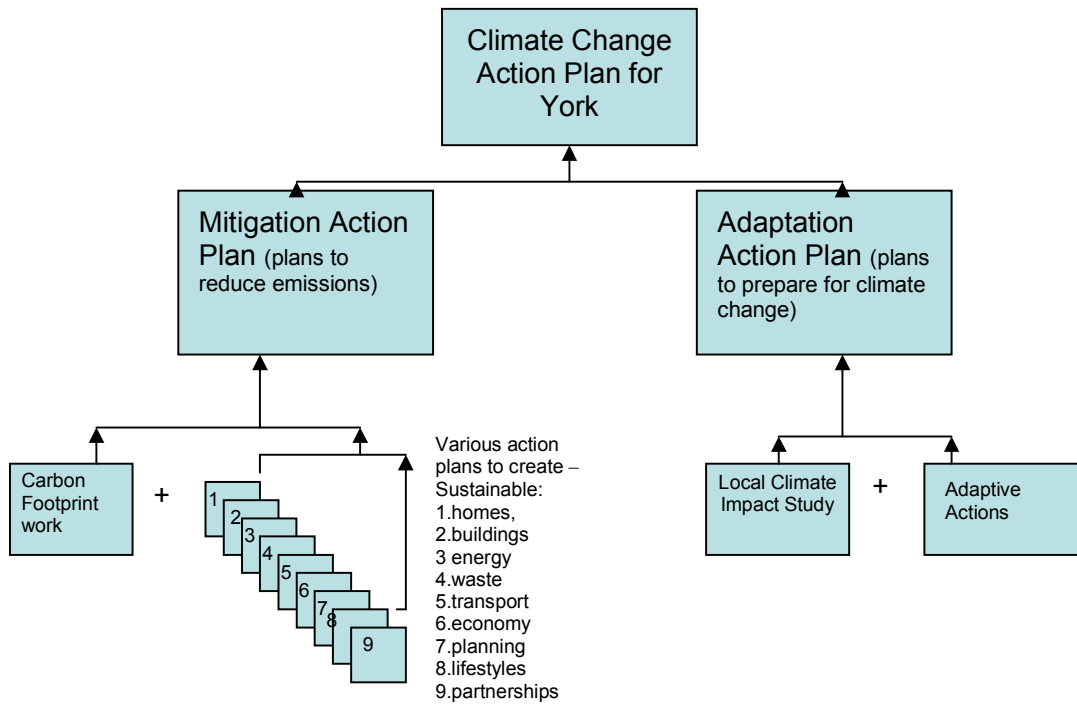 Climate Change
Action Plan for
York
Mitigation Action
Plan (plans to
reduce emissions)
Adaptation
Action Plan (plans
to prepare for climate
change)
Carbon
Footprint
work
+
1
2
3
4
5
6
7
8
9
Various action
plans to create –
Sustainable:
1.homes,
2.buildings
3 energy
4.waste
5.transport
6.economy
7.planning
8.lifestyles
9.partnerships
Local Climate
Impact Study
+
Adaptive
Actions